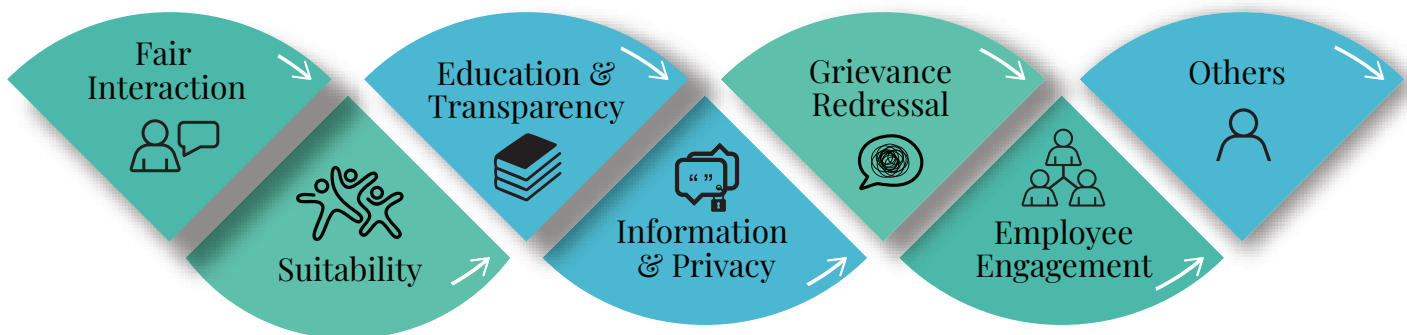 Fair
Interaction
Suitability
Education &
Transparency
“ ”
Information
& Privacy
Grievance
Redressal
Employee
Engagement
Others